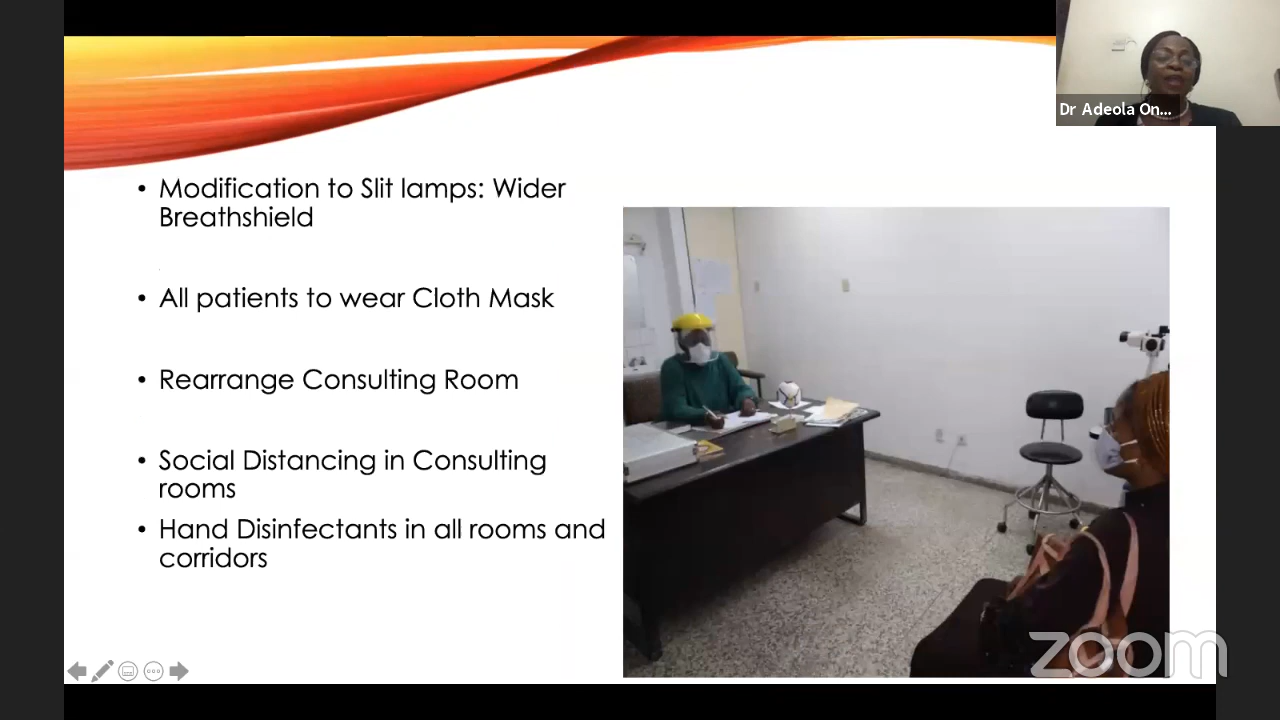 Dr Adeola On...
• Modification to Slit lamps: Wider
Breathshield
• All patients to wear Cloth Mask
• Rearrange Consulting Room
• Social Distancing in Consulting
rooms
• Hand Disinfectants in all rooms and
corridors
zoom